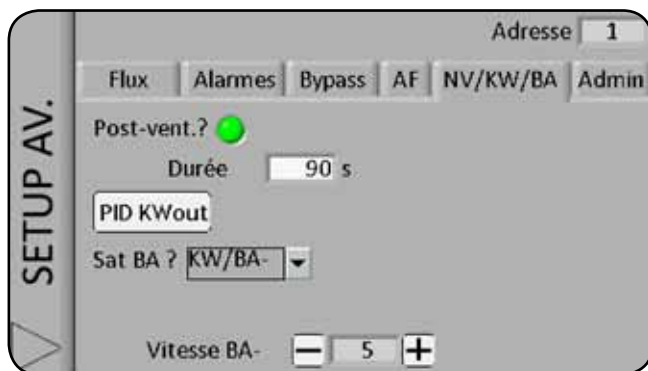 SETUP AV.
Adresse 1
Flux Alarmes Bypass AF NV/KW/BA Admin
Post-vent.?
Durée 90 s
PID KWout
Sat BA ? KW/BA-
Vitesse BA- − 5 +